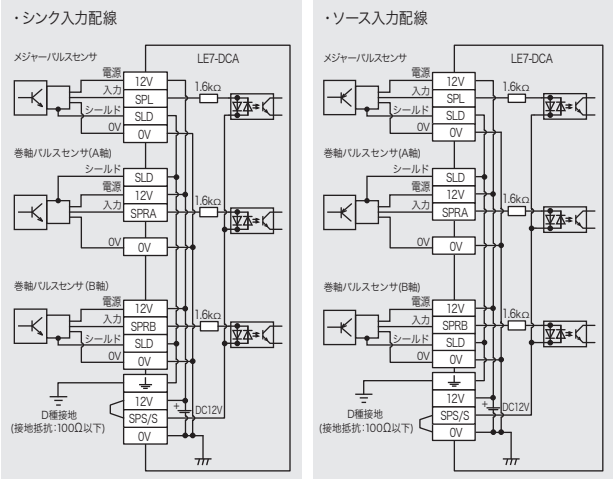 ・シンク入力配線
メジャーパルスセンサ
LE7-DCA
電源
12V
入力
SPL
1.6kΩ
シールド
SLD
0V
0V
巻軸パルスセンサ(A軸)
シールド
SLD
電源
12V
入力
SPRA
1.6kΩ
0V
0V
巻軸パルスセンサ(B軸)
電源
12V
入力
SPRB
1.6kΩ
シールド
SLD
0V
0V
D種接地
(接地抵抗:100Ω以下)
12V
+
DC12V
SPS/S
0V
・ソース入力配線
メジャーパルスセンサ
LE7-DCA
電源
12V
入力
SPL
1.6kΩ
シールド
SLD
0V
0V
巻軸パルスセンサ(A軸)
シールド
SLD
電源
12V
入力
SPRA
1.6kΩ
0V
0V
巻軸パルスセンサ(B軸)
電源
12V
入力
SPRB
1.6kΩ
シールド
SLD
0V
0V
D種接地
(接地抵抗:100Ω以下)
12V
+
DC12V
SPS/S
0V